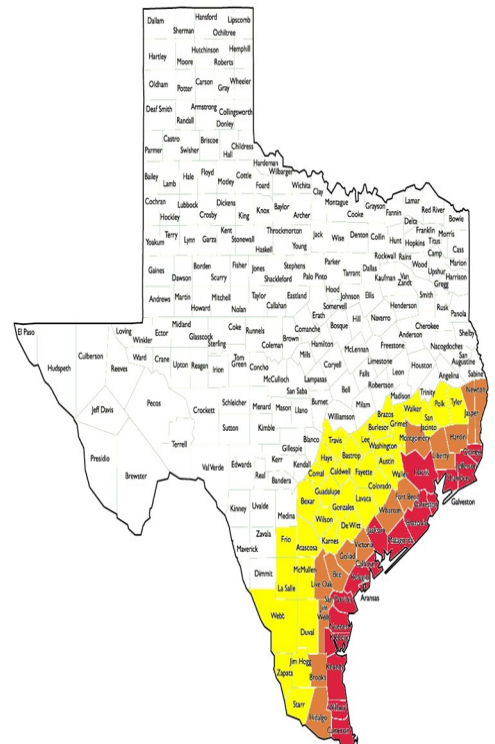 Dallam Hansford Lipscomb
Sherman Ochiltree
Hartley Hutchinson Hemphill
Moore Roberts
Oldham Potter Carson Gray Wheeler
Deaf Smith Randall Armstrong Donley Collingsworth
Parmer Castro Swisher Briscoe Hall Childress
Hardeman
Bailey Lamb Hale Floyd Motley Cottle Foard Wilbarger Wichita Clay
Cochran Hockley Lubbock Crosby Dickens King Knox Baylor Archer Montague Cooke Grayson Fannin Lamar Red River Delta Bowie
Yoakum Terry Lynn Garza Kent Stonewall Haskell Throckmorton Young Jack Wise Denton Collin Hunt Hopkins Franklin Titus Morris Camp Cass
Rockwall Rains Wood Upshur Marion Harrison
Gaines Dawson Borden Scurry Fisher Jones Shackleford Stephens Palo Pinto Parker Tarrant Dallas Kaufman Van Zandt Gregg
Andrews Martin Howard Mitchell Nolan Taylor Callahan Eastland Erath Hood Somervell Johnson Ellis Henderson Smith Rusk Panola
El Paso Loving Winkler Ector Midland Glasscock Sterling Coke Runnels Coleman Brown Comanche Hamilton Bosque Hill Navarro Freestone Anderson Cherokee Nacogdoches Shelby
Hudspeth Culberson Reeves Ward Crane Upton Reagan Irion Tom Green Concho McCulloch Mills Lampasas Coryell McLennan Falls Limestone Leon Houston Angelina San Augustine Sabine
Jeff Davis Pecos Crockett Schleicher Menard Mason San Saba Llano Burnet Bell Williamson Milam Robertson Brazos Madison Walker Trinity Polk Tyler Newton Jasper
Presidio Brewster Terrell Sutton Kimble Gillespie Blanco Travis Lee Burleson Washington Grimes Montgomery San Jacinto Hardin Liberty
Val Verde Edwards Real Kerr Kendall Bandera Hays Comal Bastrop Caldwell Fayette Austin Waller
Kinney Uvalde Medina Bexar Guadalupe Gonzales Lavaca Colorado Wharton Fort Bend Galveston
Maverick Zavala Frio Atascosa Wilson Karnes De Witt Victoria Goliad
Dimmit La Salle McMullen Live Oak Bee Aransas
Webb Duval Jim Wells
Zapata Jim Hogg Brooks
Starr Hidalgo